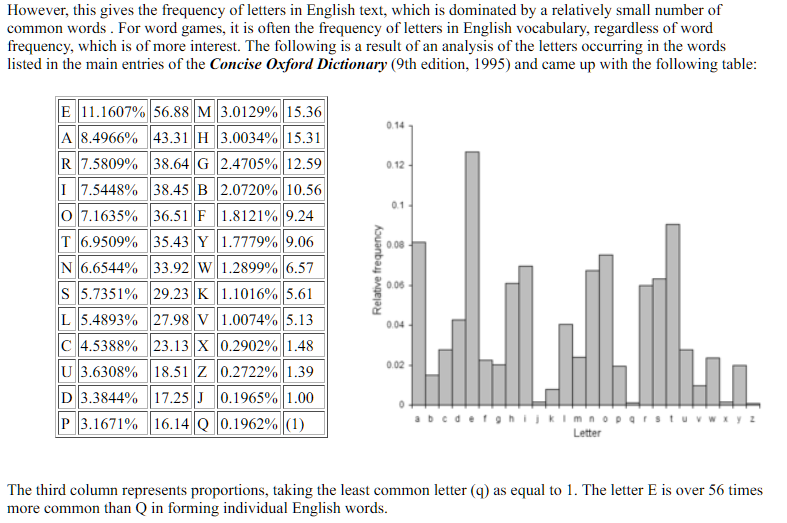 However, this gives the frequency of letters in English text, which is dominated by a relatively small number of
common words . For word games, it is often the frequency of letters in English vocabulary, regardless of word
frequency, which is of more interest. The following is a result of an analysis of the letters occurring in the words
listed in the main entries of the Concise Oxford Dictionary (9th edition, 1995) and came up with the following table:
E 11.1607% 56.88 M 3.0129% 15.36
A 8.4966% 43.31 H 3.0034% 15.31
R 7.5809% 38.64 G 2.4705% 12.59
I 7.5448% 38.45 B 2.0720% 10.56
O 7.1635% 36.51 F 1.8121% 9.24
T 6.9509% 35.43 Y 1.7779% 9.06
N 6.6544% 33.92 W 1.2899% 6.57
S 5.7351% 29.23 K 1.1016% 5.61
L 5.4893% 27.98 V 1.0074% 5.13
C 4.5388% 23.13 X 0.2902% 1.48
U 3.6308% 18.51 Z 0.2722% 1.39
D 3.3844% 17.25 J 0.1965% 1.00
P 3.1671% 16.14 Q 0.1962% (1)
0.14
0.12
0.1
0.08
0.06
0.04
0.02
0
Relative frequency
a b c d e f g h i j k l m n o p q r s t u v w x y z
Letter
The third column represents proportions, taking the least common letter (q) as equal to 1. The letter E is over 56 times
more common than Q in forming individual English words.